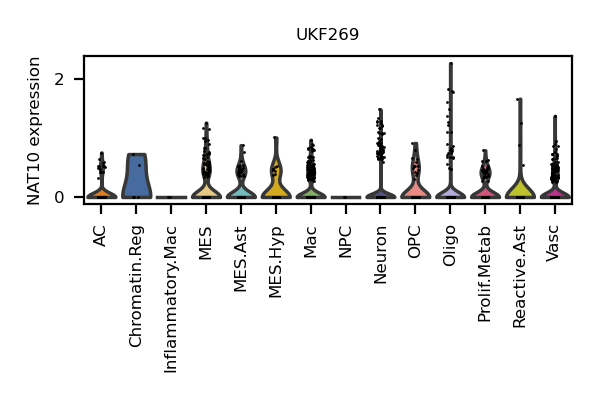 UKF269
NAT10 expression
2
0
AC
Chromatin.Reg
Inflammatory.Mac
MES
MES.Ast
MES.Hyp
Mac
NPC
Neuron
OPC
Oligo
Prolif.Metab
Reactive.Ast
Vasc